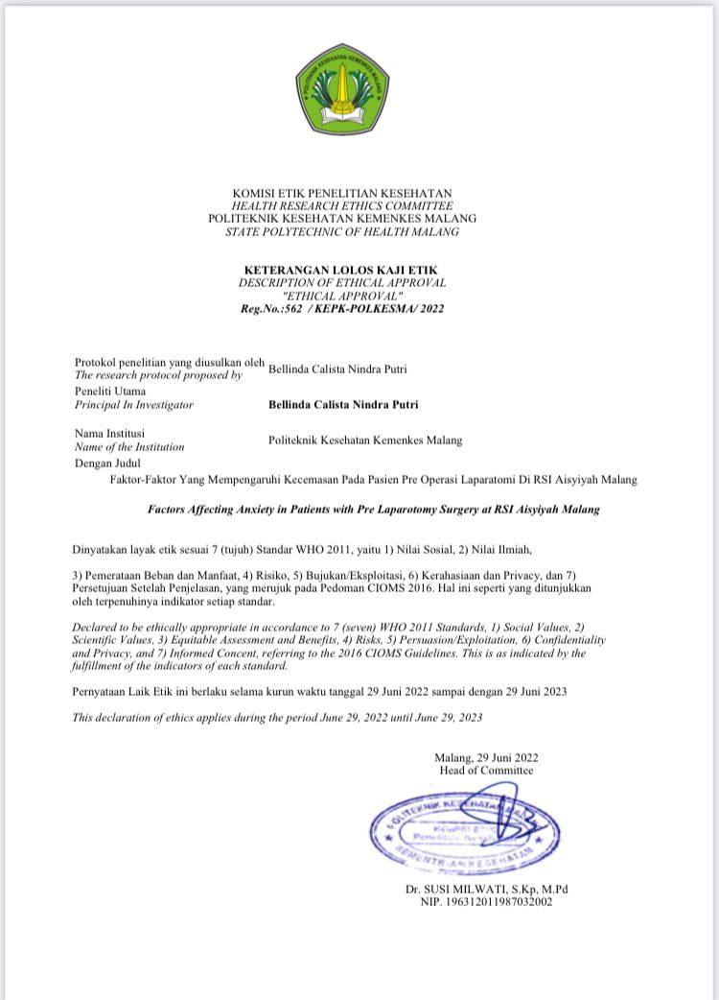 POLITEKNIK KESEHATAN KEMENKES MALANG
KOMISI ETIK PENELITIAN KESEHATAN
HEALTH RESEARCH ETHICS COMMITTEE
POLITEKNIK KESEHATAN KEMENKES MALANG
STATE POLYTECHNIC OF HEALTH MALANG
KETERANGAN LOLOS KAJI ETIK
DESCRIPTION OF ETHICAL APPROVAL
"ETHICAL APPROVAL"
Reg.No.:562 / KEPK-POLKESMA/ 2022
Protokol penelitian yang diusulkan oleh
The research protocol proposed by
Bellinda Calista Nindra Putri
Peneliti Utama
Principal In Investigator
Bellinda Calista Nindra Putri
Nama Institusi
Name of the Institution
Politeknik Kesehatan Kemenkes Malang
Dengan Judul
Faktor-Faktor Yang Mempengaruhi Kecemasan Pada Pasien Pre Operasi Laparatomi Di RSI Aisyiyah Malang
Factors Affecting Anxiety in Patients with Pre Laparotomy Surgery at RSI Aisyiyah Malang
Dinyatakan layak etik sesuai 7 (tujuh) Standar WHO 2011, yaitu 1) Nilai Sosial, 2) Nilai Ilmiah,
3) Pemerataan Beban dan Manfaat, 4) Risiko, 5) Bujukan/Eksploitasi, 6) Kerahasiaan dan Privacy, dan 7)
Persetujuan Setelah Penjelasan, yang merujuk pada Pedoman CIOMS 2016. Hal ini seperti yang ditunjukkan
oleh terpenuhinya indikator setiap standar.
Declared to be ethically appropriate in accordance to 7 (seven) WHO 2011 Standards, 1) Social Values, 2)
Scientific Values, 3) Equitable Assessment and Benefits, 4) Risks, 5) Persuasion/Exploitation, 6) Confidentiality
and Privacy, and 7) Informed Concent, referring to the 2016 CIOMS Guidelines. This is as indicated by the
fulfillment of the indicators of each standard.
Pernyataan Laik Etik ini berlaku selama kurun waktu tanggal 29 Juni 2022 sampai dengan 29 Juni 2023
This declaration of ethics applies during the period June 29, 2022 until June 29, 2023
Malang, 29 Juni 2022
Head of Committee
POLITEKNIK KESEHATAN MALANG
KEMENTRIAN KESEHATAN
Dr. SUSI MILWATI, S.Kp, M.Pd
NIP. 196312011987032002